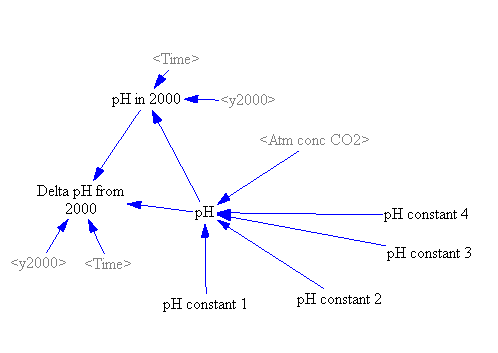 <Time>
pH in 2000
<y2000>
<Atm conc CO2>
Delta pH from
2000
pH
pH constant 4
pH constant 3
<y2000>
<Time>
pH constant 2
pH constant 1